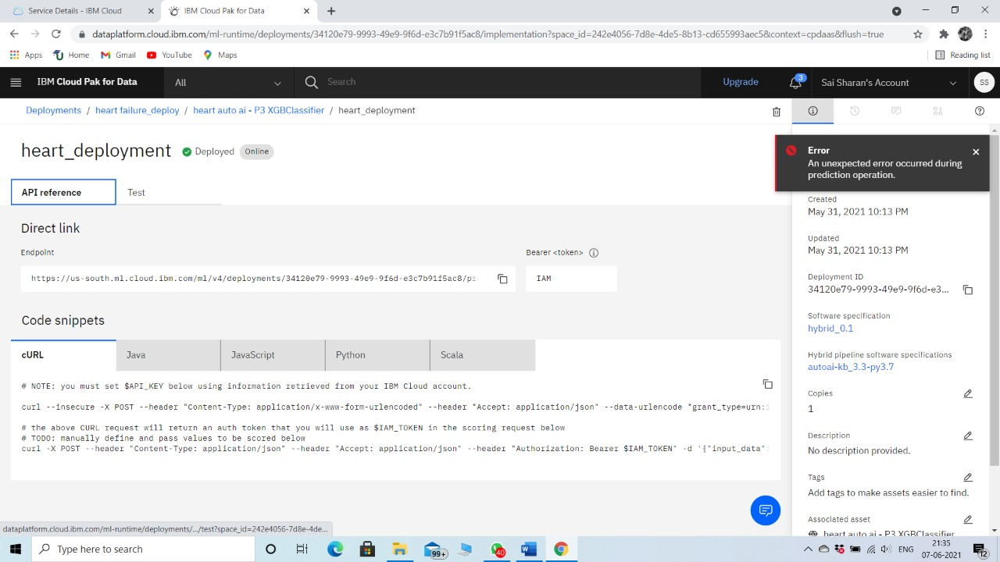 Service Details - IBM Cloud
IBM Cloud Pak for Data
dataplatform.cloud.ibm.com/ml-runtime/deployments/34120e79-9993-49e9-9f6d-e3c7b91f5ac8/implementation?space_id=242e4056-7d8e-4de5-8b13-cd655993aec5&context=cpdaas&flush=true
Apps Home Gmail YouTube Maps Reading list
IBM Cloud Pak for Data All Search Upgrade 3 Sai Sharan's Account SS
Deployments / heart failure_deploy / heart auto ai - P3 XGBClassifier / heart_deployment
heart_deployment Deployed Online
Error
An unexpected error occurred during
prediction operation.
API reference Test
Created
May 31, 2021 10:13 PM
Direct link
Updated
May 31, 2021 10:13 PM
Endpoint Bearer <token>
https://us-south.ml.cloud.ibm.com/ml/v4/deployments/34120e79-9993-49e9-9f6d-e3c7b91f5ac8/pr
IAM
Deployment ID
34120e79-9993-49e9-9f6d-e3...
Code snippets
Software specification
hybrid_0.1
cURL Java JavaScript Python Scala
Hybrid pipeline software specifications
autoai-kb_3.3-py3.7
# NOTE: you must set $API_KEY below using information retrieved from your IBM Cloud account.
Copies
1
curl --insecure -X POST --header "Content-Type: application/x-www-form-urlencoded" --header "Accept: application/json" --data-urlencode "grant_type=urn:i
# the above CURL request will return an auth token that you will use as $IAM_TOKEN in the scoring request below
# TODO: manually define and pass values to be scored below
curl -X POST --header "Content-Type: application/json" --header "Accept: application/json" --header "Authorization: Bearer $IAM_TOKEN" -d '{"input_data":
Description
No description provided.
Tags
Add tags to make assets easier to find.
Associated asset
heart auto ai - P3 XGBClassifier
dataplatform.cloud.ibm.com/ml-runtime/deployments/.../test?space_id=242e4056-7d8e-4de...
Type here to search
99+
40
ENG
21:35
07-06-2021
12